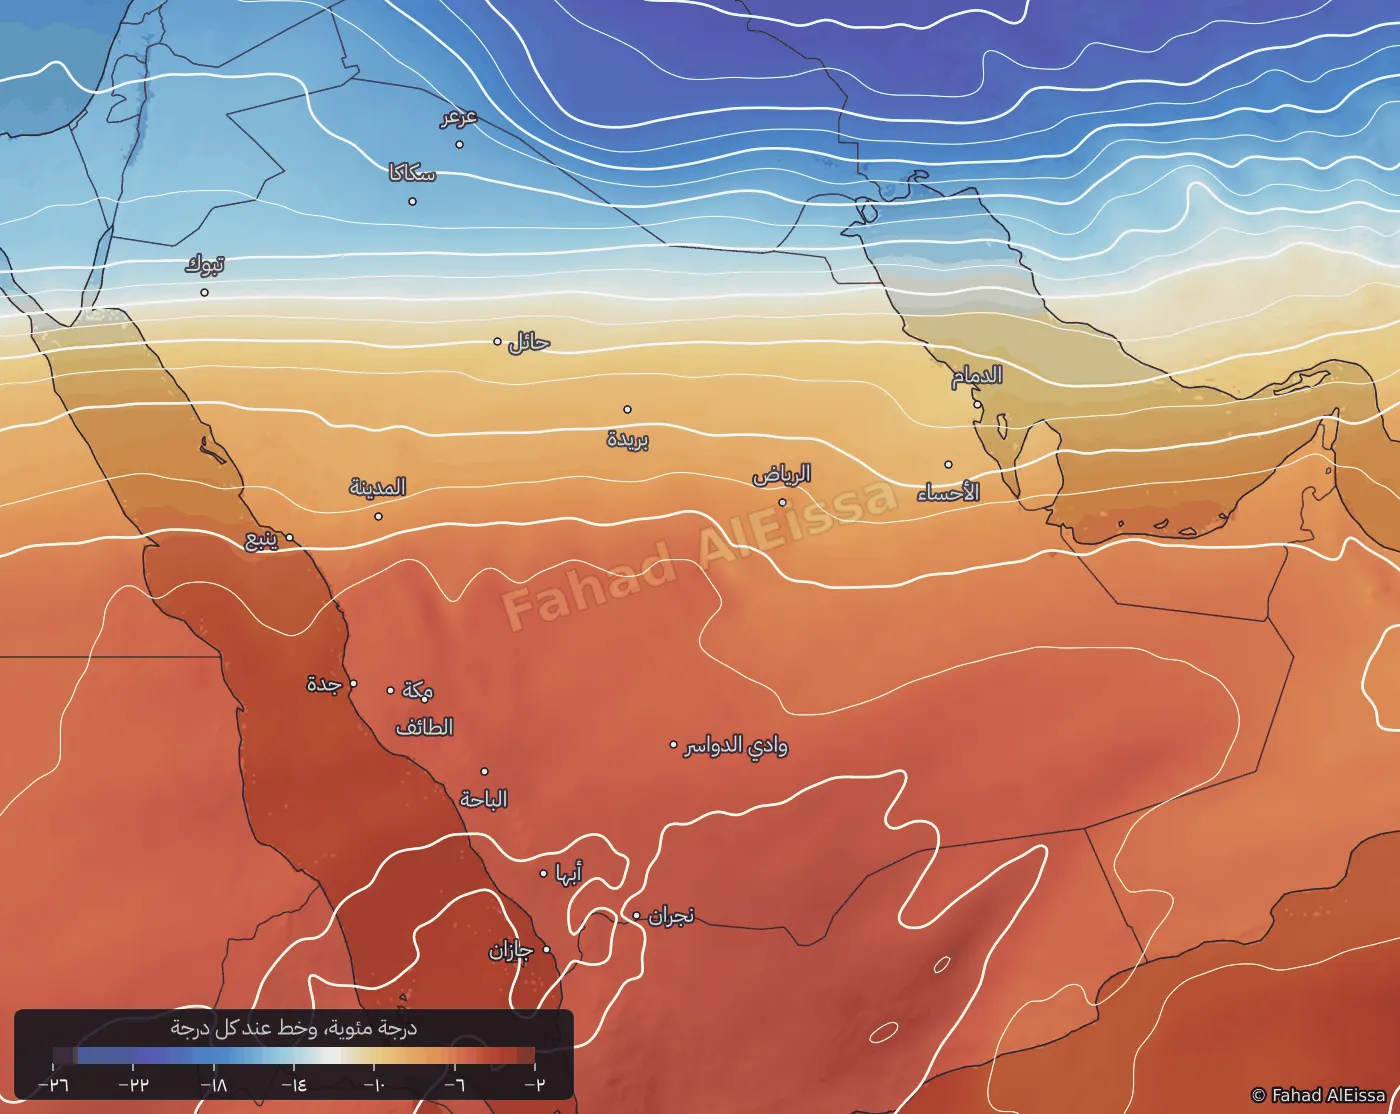 عرعر
سكاكا
تبوك
حائل
الدمام
بريدة
الرياض
الأحساء
المدينة
ينبع
Fahad AlEissa
جدة
مكة
الطائف
وادي الدواسر
الباحة
أبها
نجران
جازان
درجة مئوية، وخط عند كل درجة
−٢٦ −٢٢ −١٨ −١٤ −١٠ −٦ −٢
© Fahad AlEissa